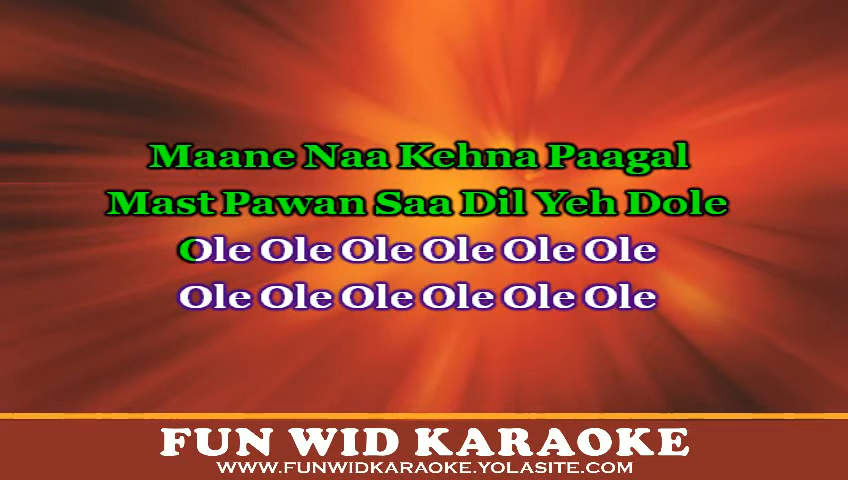 Maane Naa Kehna Paagal
Mast Pawan Saa Dil Yeh Dole
Ole Ole Ole Ole Ole Ole
Ole Ole Ole Ole Ole Ole
FUN WID KARAOKE
WWW.FUNWIDKARAOKE.YOLASITE.COM